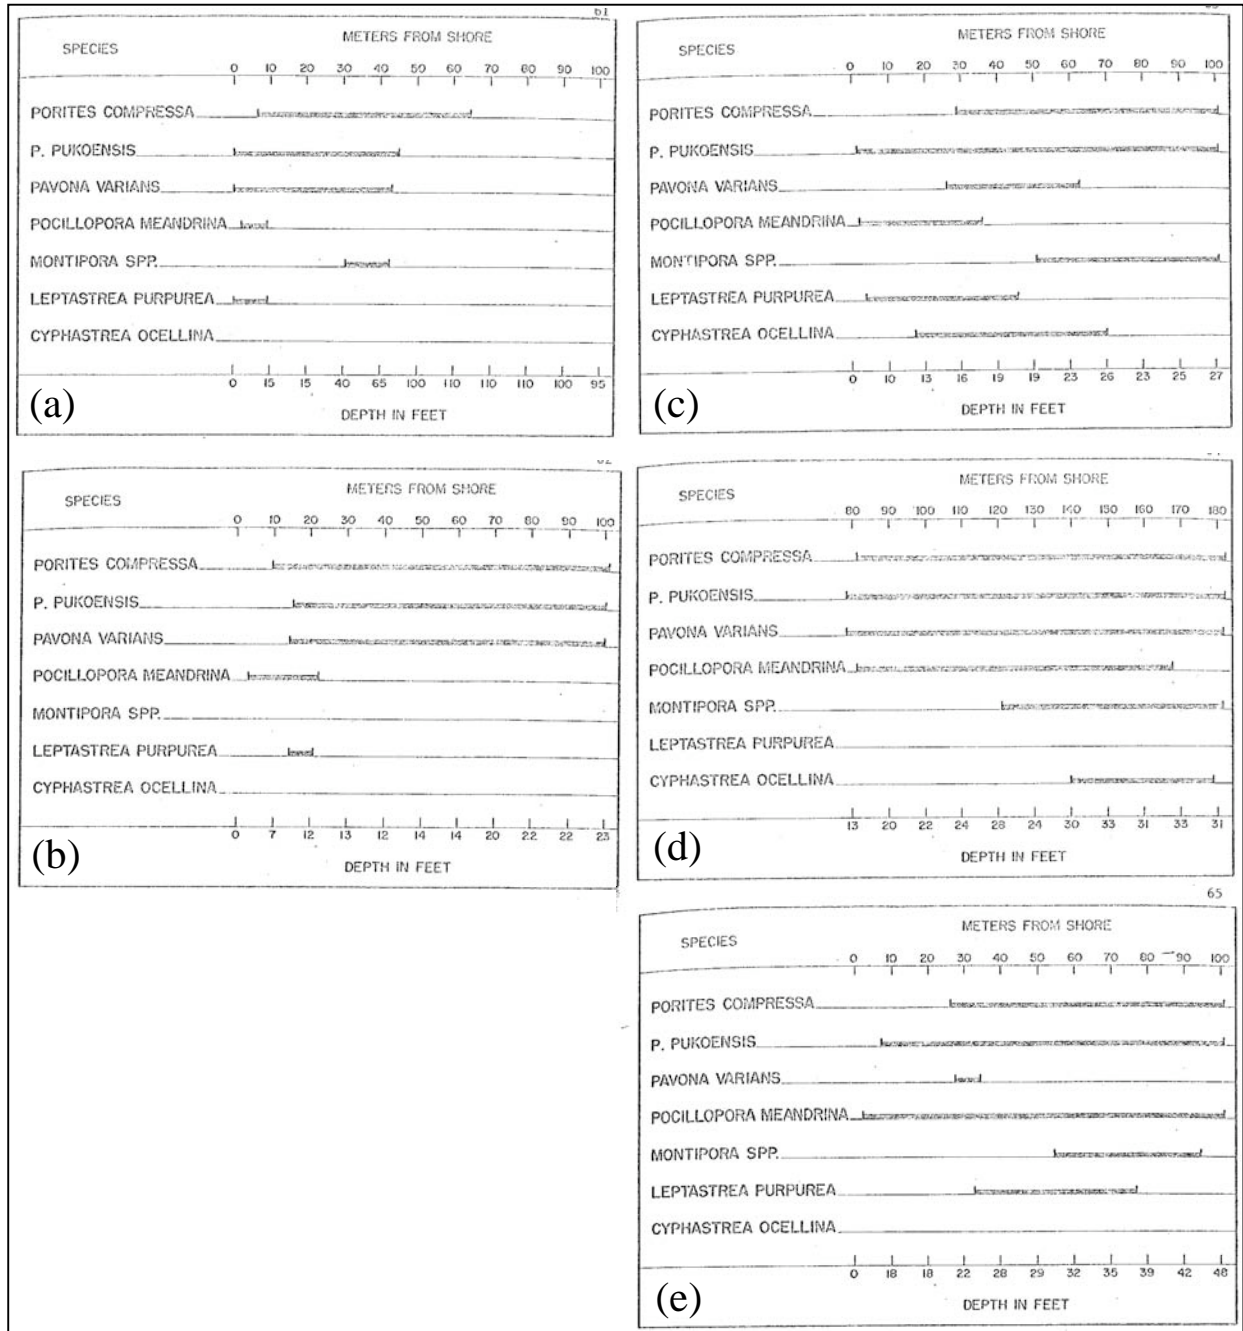 61
METERS FROM SHORE
SPECIES
0 10 20 30 40 50 60 70 80 90 100
PORITES COMPRESSA
P. PUKOENSIS
PAVONA VARIANS
POCILLOPORA MEANDRINA
MONTIPORA SPP.
LEPTASTREA PURPUREA
CYPHASTREA OCELLINA
0 15 15 40 65 100 110 110 110 100 95
(a)
DEPTH IN FEET
METERS FROM SHORE
SPECIES
0 10 20 30 40 50 60 70 80 90 100
PORITES COMPRESSA
P. PUKOENSIS
PAVONA VARIANS
POCILLOPORA MEANDRINA
MONTIPORA SPP.
LEPTASTREA PURPUREA
CYPHASTREA OCELLINA
0 7 12 13 12 14 14 20 22 22 23
(b)
DEPTH IN FEET
METERS FROM SHORE
SPECIES
0 10 20 30 40 50 60 70 80 90 100
PORITES COMPRESSA
P. PUKOENSIS
PAVONA VARIANS
POCILLOPORA MEANDRINA
MONTIPORA SPP.
LEPTASTREA PURPUREA
CYPHASTREA OCELLINA
0 10 13 16 19 19 23 26 23 25 27
(c)
DEPTH IN FEET
METERS FROM SHORE
SPECIES
80 90 100 110 120 130 140 150 160 170 180
PORITES COMPRESSA
P. PUKOENSIS
PAVONA VARIANS
POCILLOPORA MEANDRINA
MONTIPORA SPP.
LEPTASTREA PURPUREA
CYPHASTREA OCELLINA
13 20 22 24 28 24 30 33 31 33 31
(d)
DEPTH IN FEET
65
METERS FROM SHORE
SPECIES
0 10 20 30 40 50 60 70 80 90 100
PORITES COMPRESSA
P. PUKOENSIS
PAVONA VARIANS
POCILLOPORA MEANDRINA
MONTIPORA SPP.
LEPTASTREA PURPUREA
CYPHASTREA OCELLINA
0 18 18 22 28 29 32 35 39 42 48
(e)
DEPTH IN FEET